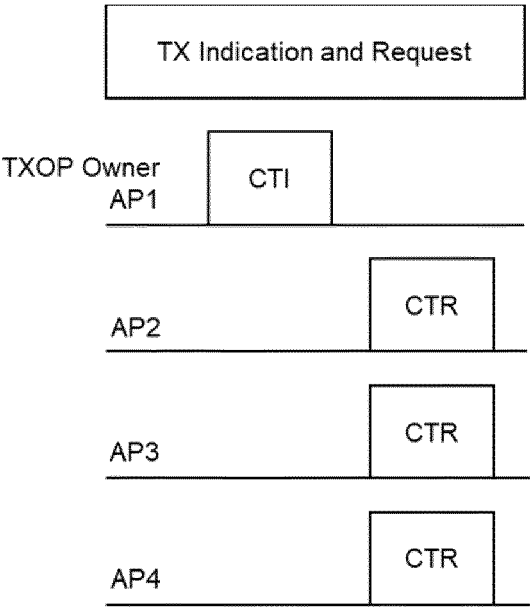 TX Indication and Request
TXOP Owner
AP1
CTI
AP2
CTR
AP3
CTR
AP4
CTR